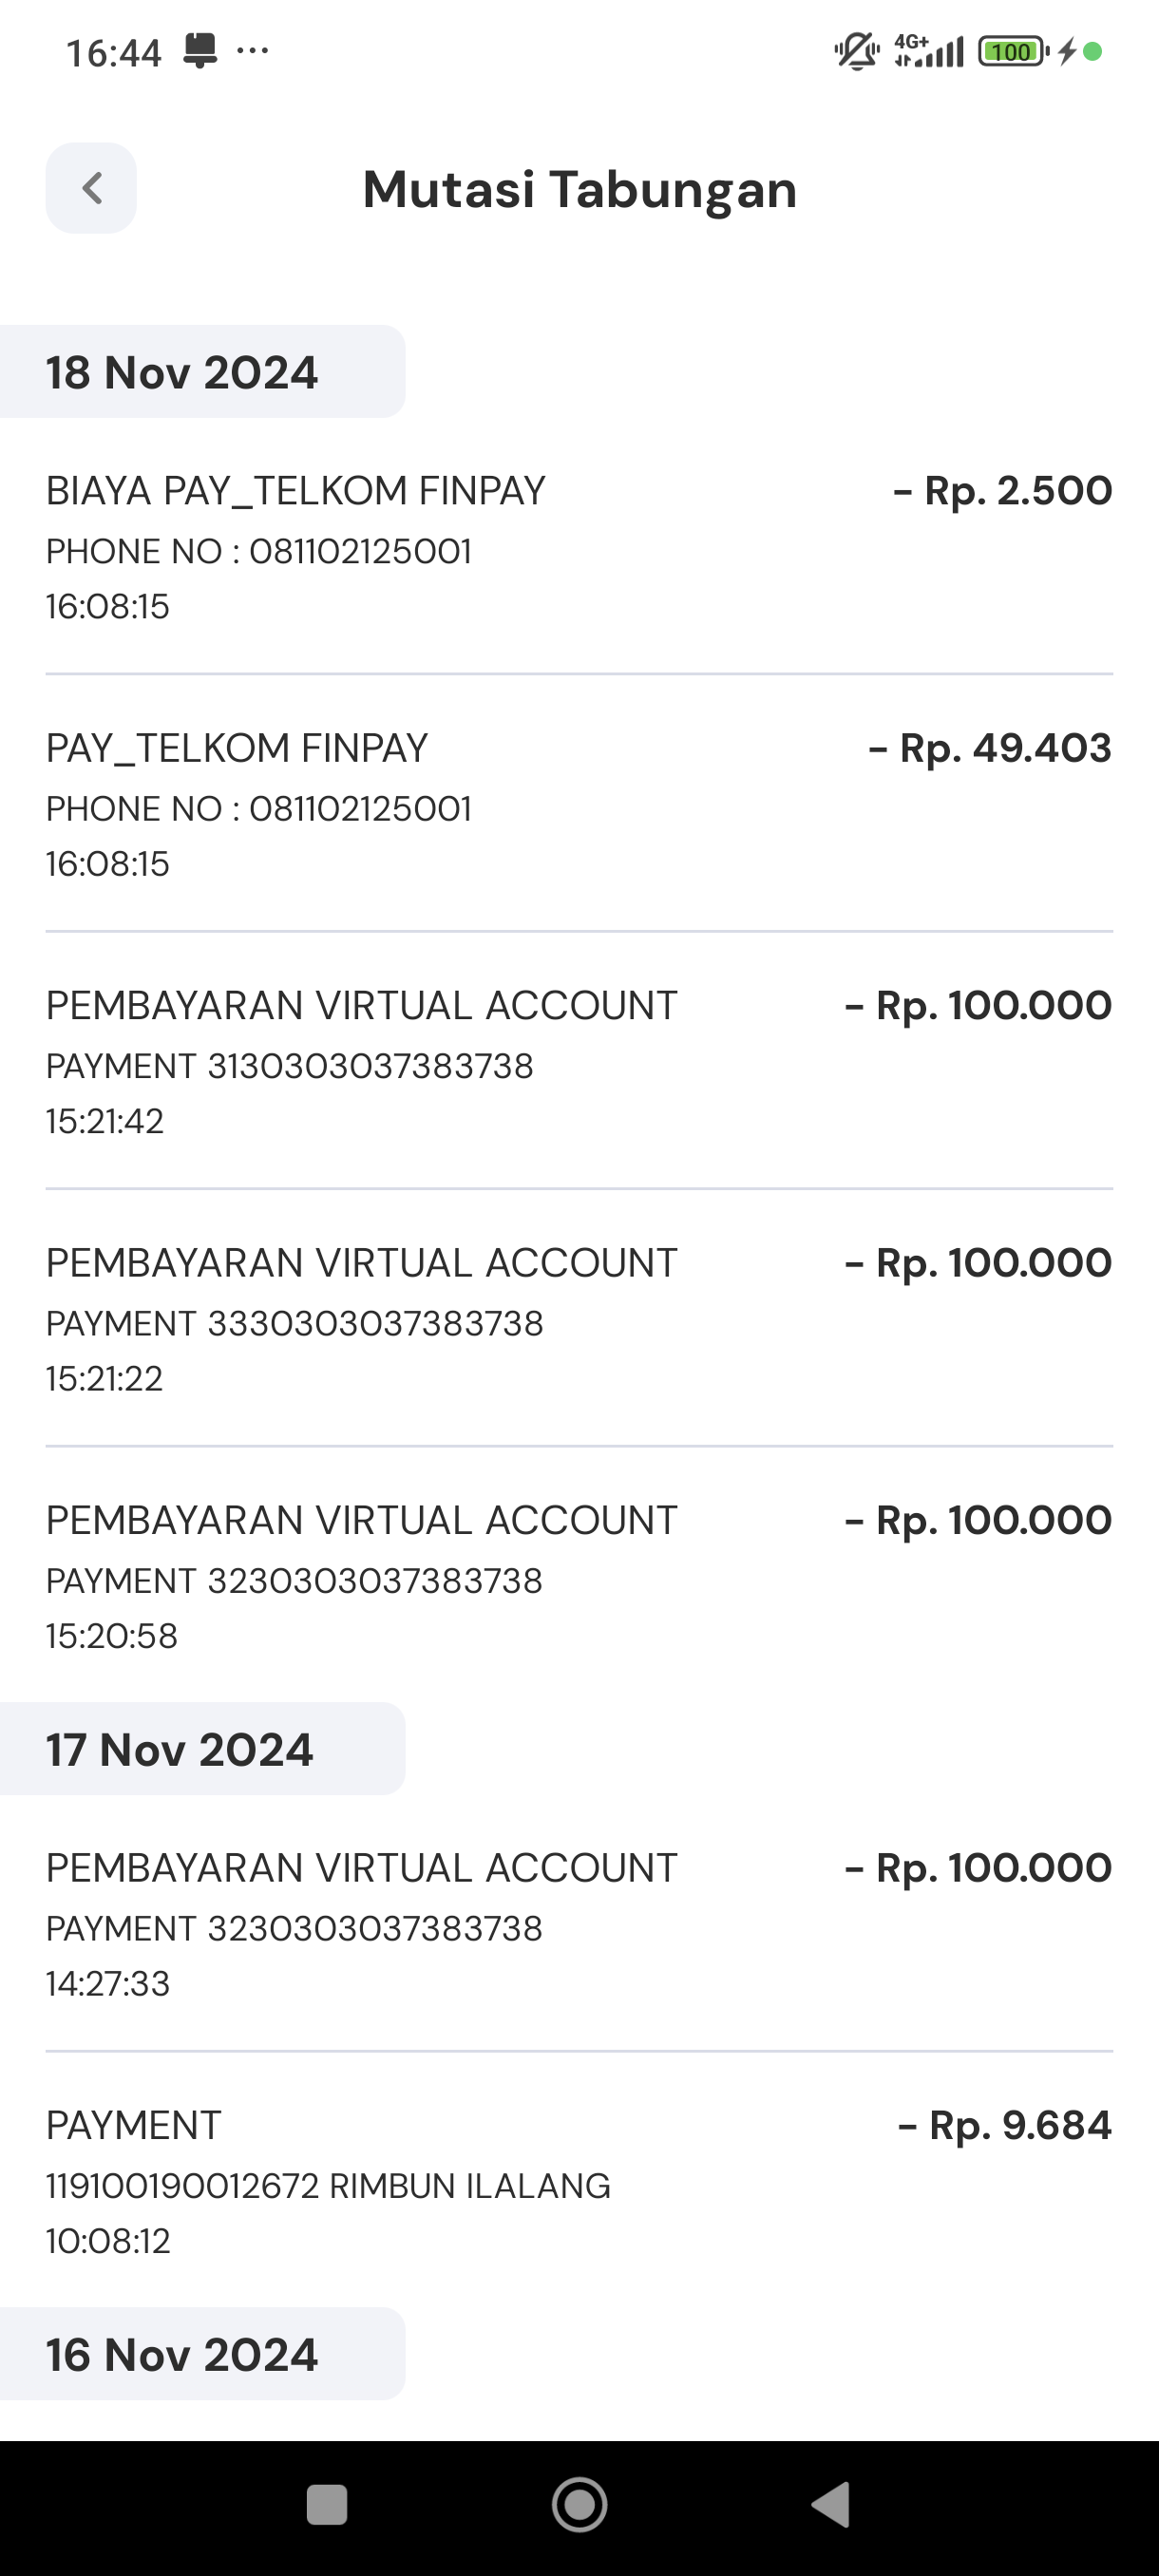 16:44
4G+
100
Mutasi Tabungan
18 Nov 2024
BIAYA PAY_TELKOM FINPAY - Rp. 2.500
PHONE NO : 081102125001
16:08:15
PAY_TELKOM FINPAY - Rp. 49.403
PHONE NO : 081102125001
16:08:15
PEMBAYARAN VIRTUAL ACCOUNT - Rp. 100.000
PAYMENT 3130303037383738
15:21:42
PEMBAYARAN VIRTUAL ACCOUNT - Rp. 100.000
PAYMENT 3330303037383738
15:21:22
PEMBAYARAN VIRTUAL ACCOUNT - Rp. 100.000
PAYMENT 3230303037383738
15:20:58
17 Nov 2024
PEMBAYARAN VIRTUAL ACCOUNT - Rp. 100.000
PAYMENT 3230303037383738
14:27:33
PAYMENT - Rp. 9.684
119100190012672 RIMBUN ILALANG
10:08:12
16 Nov 2024